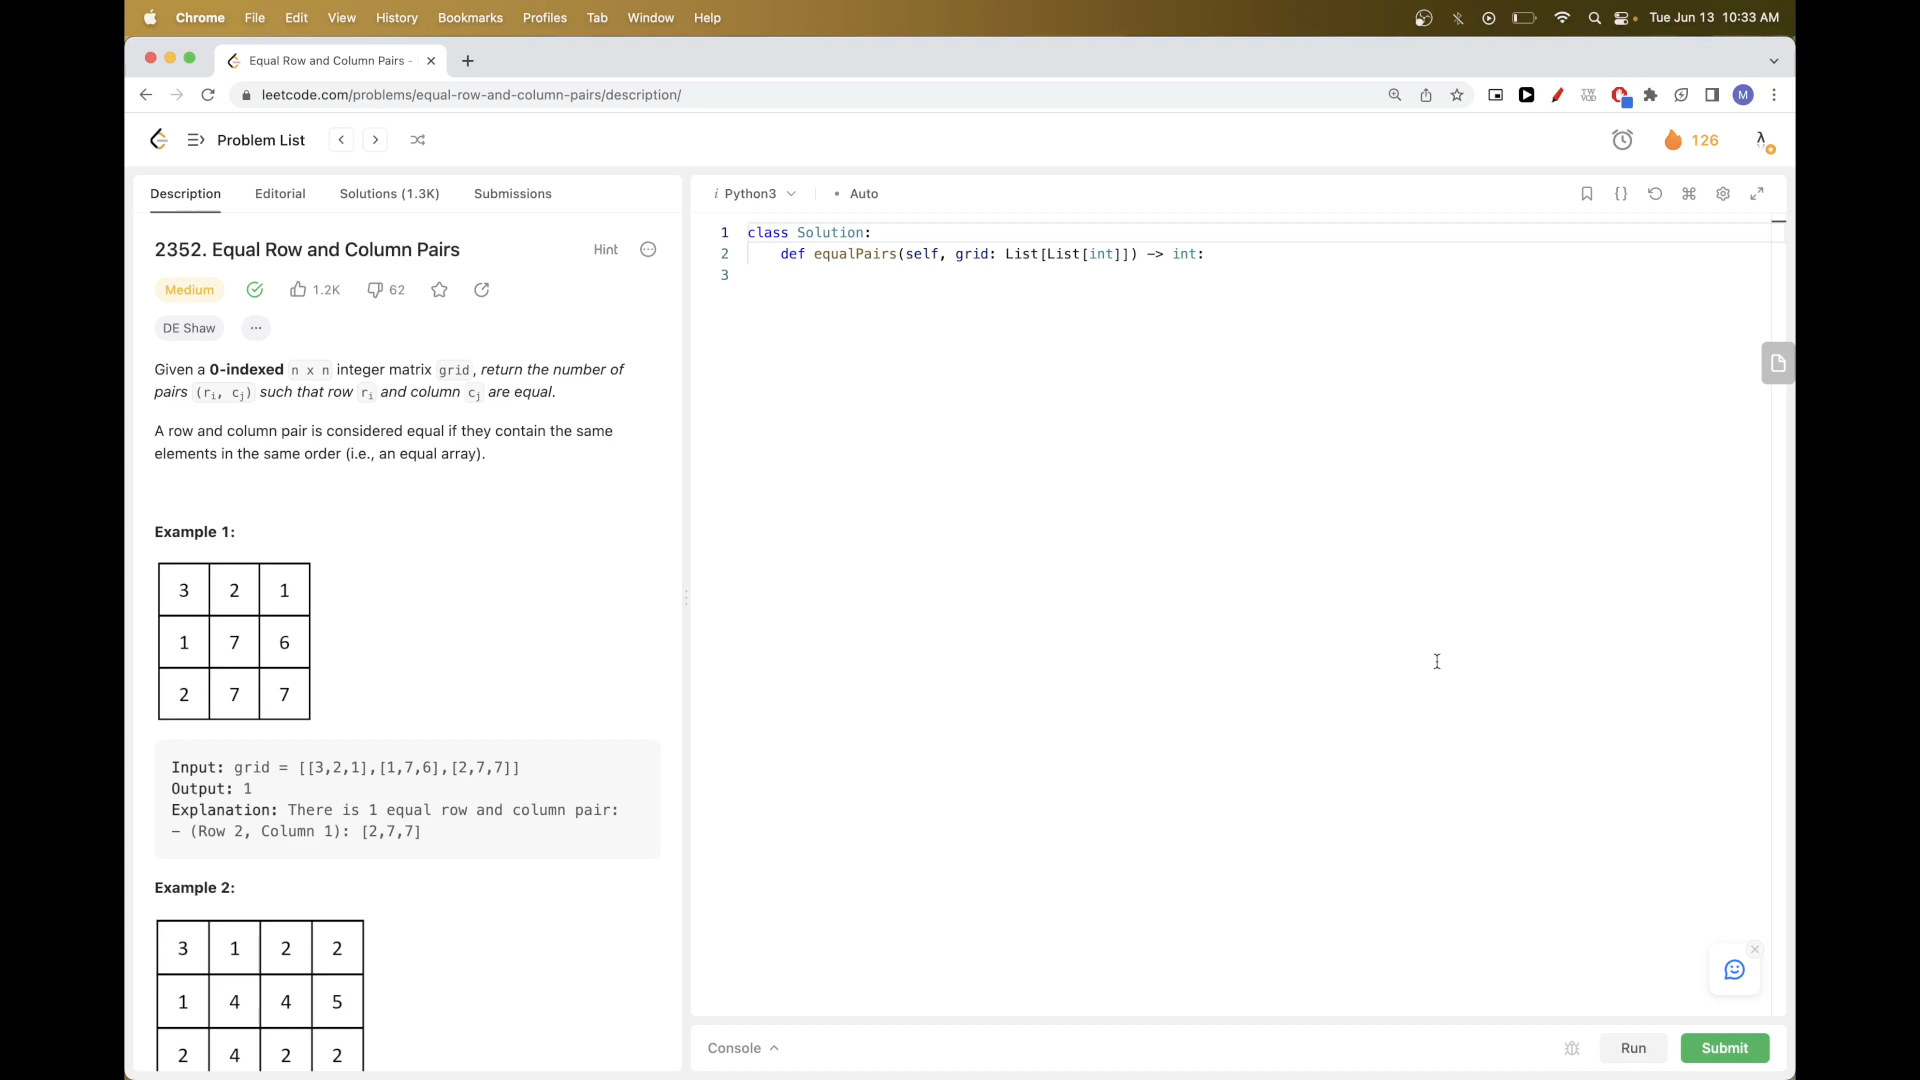 Chrome File Edit View History Bookmarks Profiles Tab Window Help Tue Jun 13 10:33 AM
Equal Row and Column Pairs -
leetcode.com/problems/equal-row-and-column-pairs/description/
TW VOD
M
Problem List
126
Description Editorial Solutions (1.3K) Submissions
2352. Equal Row and Column Pairs Hint
Medium 1.2K 62
DE Shaw ...
Given a 0-indexed n x n integer matrix grid, return the number of
pairs (ri, cj) such that row ri and column cj are equal.
A row and column pair is considered equal if they contain the same
elements in the same order (i.e., an equal array).
Example 1:
3 2 1
1 7 6
2 7 7
Input: grid = [[3,2,1],[1,7,6],[2,7,7]]
Output: 1
Explanation: There is 1 equal row and column pair:
- (Row 2, Column 1): [2,7,7]
Example 2:
3 1 2 2
1 4 4 5
2 4 2 2
i Python3 • Auto
{}
1 class Solution:
2 def equalPairs(self, grid: List[List[int]]) -> int:
3
Console Run Submit